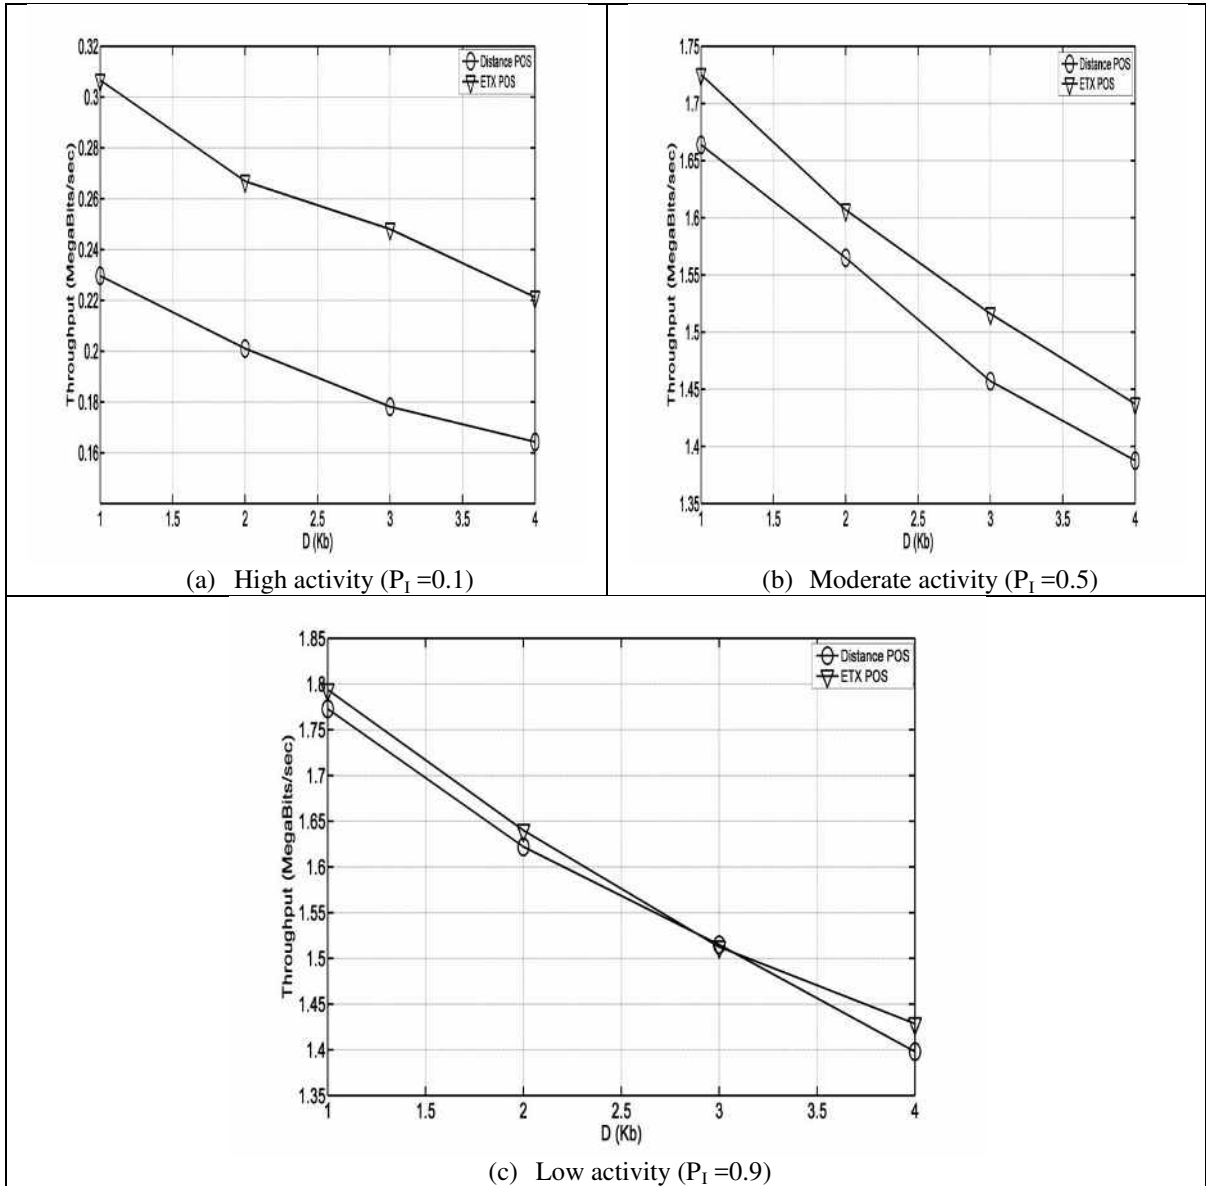 0.32
0.3
0.28
0.26
0.24
0.22
0.2
0.18
0.16
Throughput (MegaBits/sec)
Distance POS
ETX POS
1 1.5 2 2.5 3 3.5 4
D (Kb)
(a) High activity (P_I =0.1)
1.75
1.7
1.65
1.6
1.55
1.5
1.45
1.4
1.35
Throughput (MegaBits/sec)
Distance POS
ETX POS
1 1.5 2 2.5 3 3.5 4
D (Kb)
(b) Moderate activity (P_I =0.5)
1.85
1.8
1.75
1.7
1.65
1.6
1.55
1.5
1.45
1.4
1.35
Throughput (MegaBits/sec)
Distance POS
ETX POS
1 1.5 2 2.5 3 3.5 4
D (Kb)
(c) Low activity (P_I =0.9)